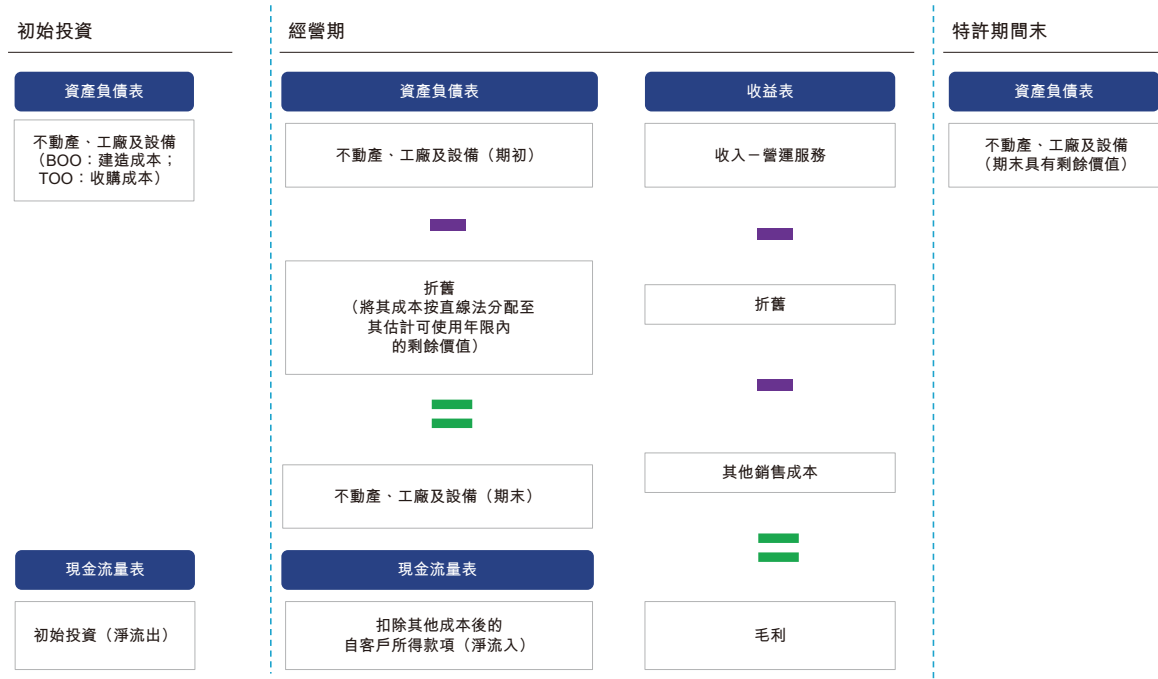 初始投資
資產負債表
不動產、工廠及設備
（BOO：建造成本；
TOO：收購成本）
現金流量表
初始投資（淨流出）
經營期
資產負債表
不動產、工廠及設備（期初）
折舊
（將其成本按直線法分配至
其估計可使用年限內
的剩餘價值）
不動產、工廠及設備（期末）
現金流量表
扣除其他成本後的
自客戶所得款項（淨流入）
收益表
收入－營運服務
折舊
其他銷售成本
毛利
特許期間末
資產負債表
不動產、工廠及設備
（期末具有剩餘價值）